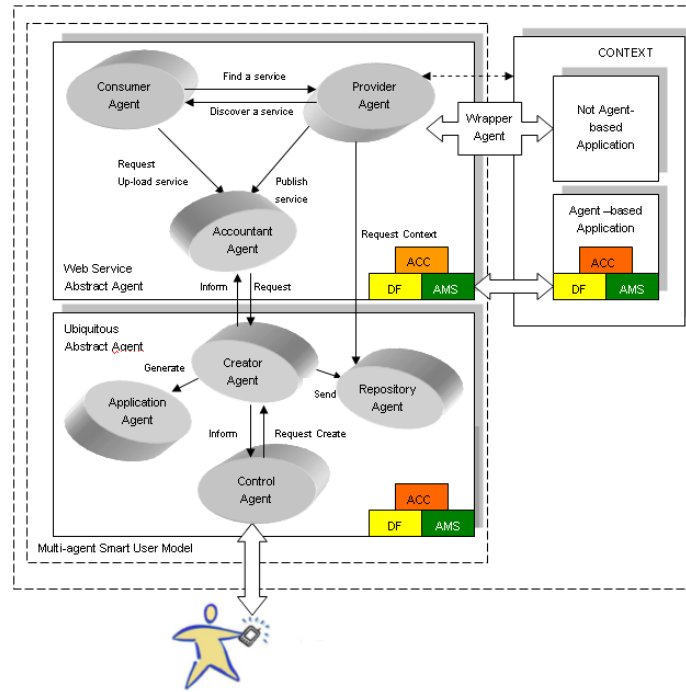 CONTEXT
Consumer
Agent
Find a service
Discover a service
Provider
Agent
Wrapper
Agent
Not Agent-
based
Application
Request
Up-load service
Publish
service
Accountant
Agent
Request Context
Agent –based
Application
ACC
DF
AMS
Web Service
Abstract Agent
Inform
Request
ACC
DF
AMS
Ubiquitous
Abstract Agent
Generate
Creator
Agent
Send
Repository
Agent
Application
Agent
Inform
Request Create
Control
Agent
ACC
DF
AMS
Multi-agent Smart User Model